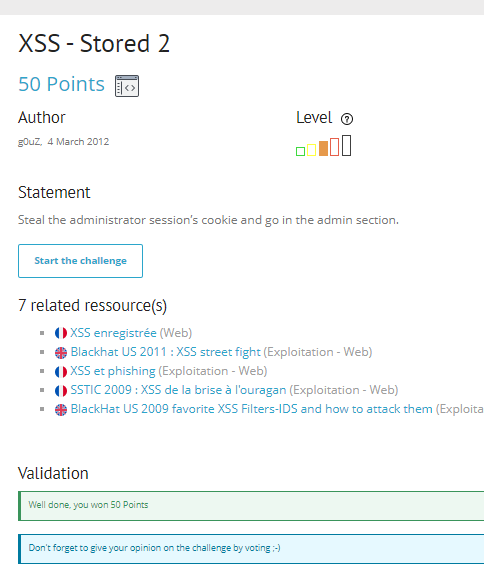 XSS - Stored 2
50 Points
Author
Level
g0uZ, 4 March 2012
Statement
Steal the administrator session's cookie and go in the admin section.
Start the challenge
7 related ressource(s)
XSS enregistrée (Web)
Blackhat US 2011 : XSS street fight (Exploitation - Web)
XSS et phishing (Exploitation - Web)
SSTIC 2009 : XSS de la brise à l'ouragan (Exploitation - Web)
BlackHat US 2009 favorite XSS Filters-IDS and how to attack them (Exploita
Validation
Well done, you won 50 Points
Don't forget to give your opinion on the challenge by voting ;-)